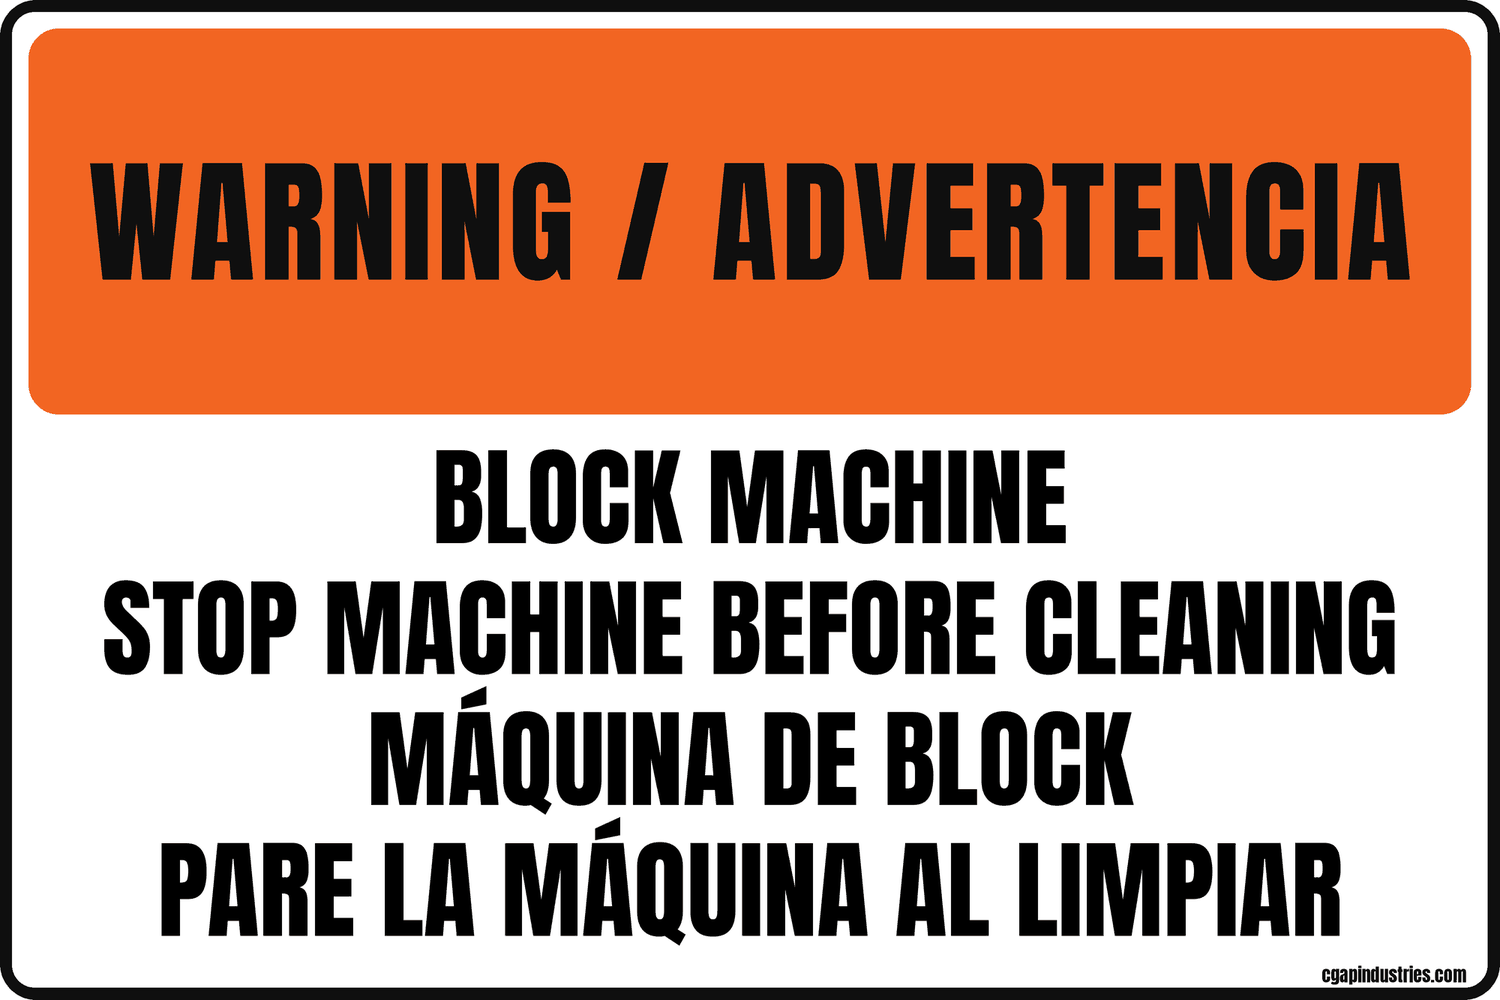 WARNING / ADVERTENCIA
BLOCK MACHINE
STOP MACHINE BEFORE CLEANING
MÁQUINA DE BLOCK
PARE LA MÁQUINA AL LIMPIAR
cgapindustries.com